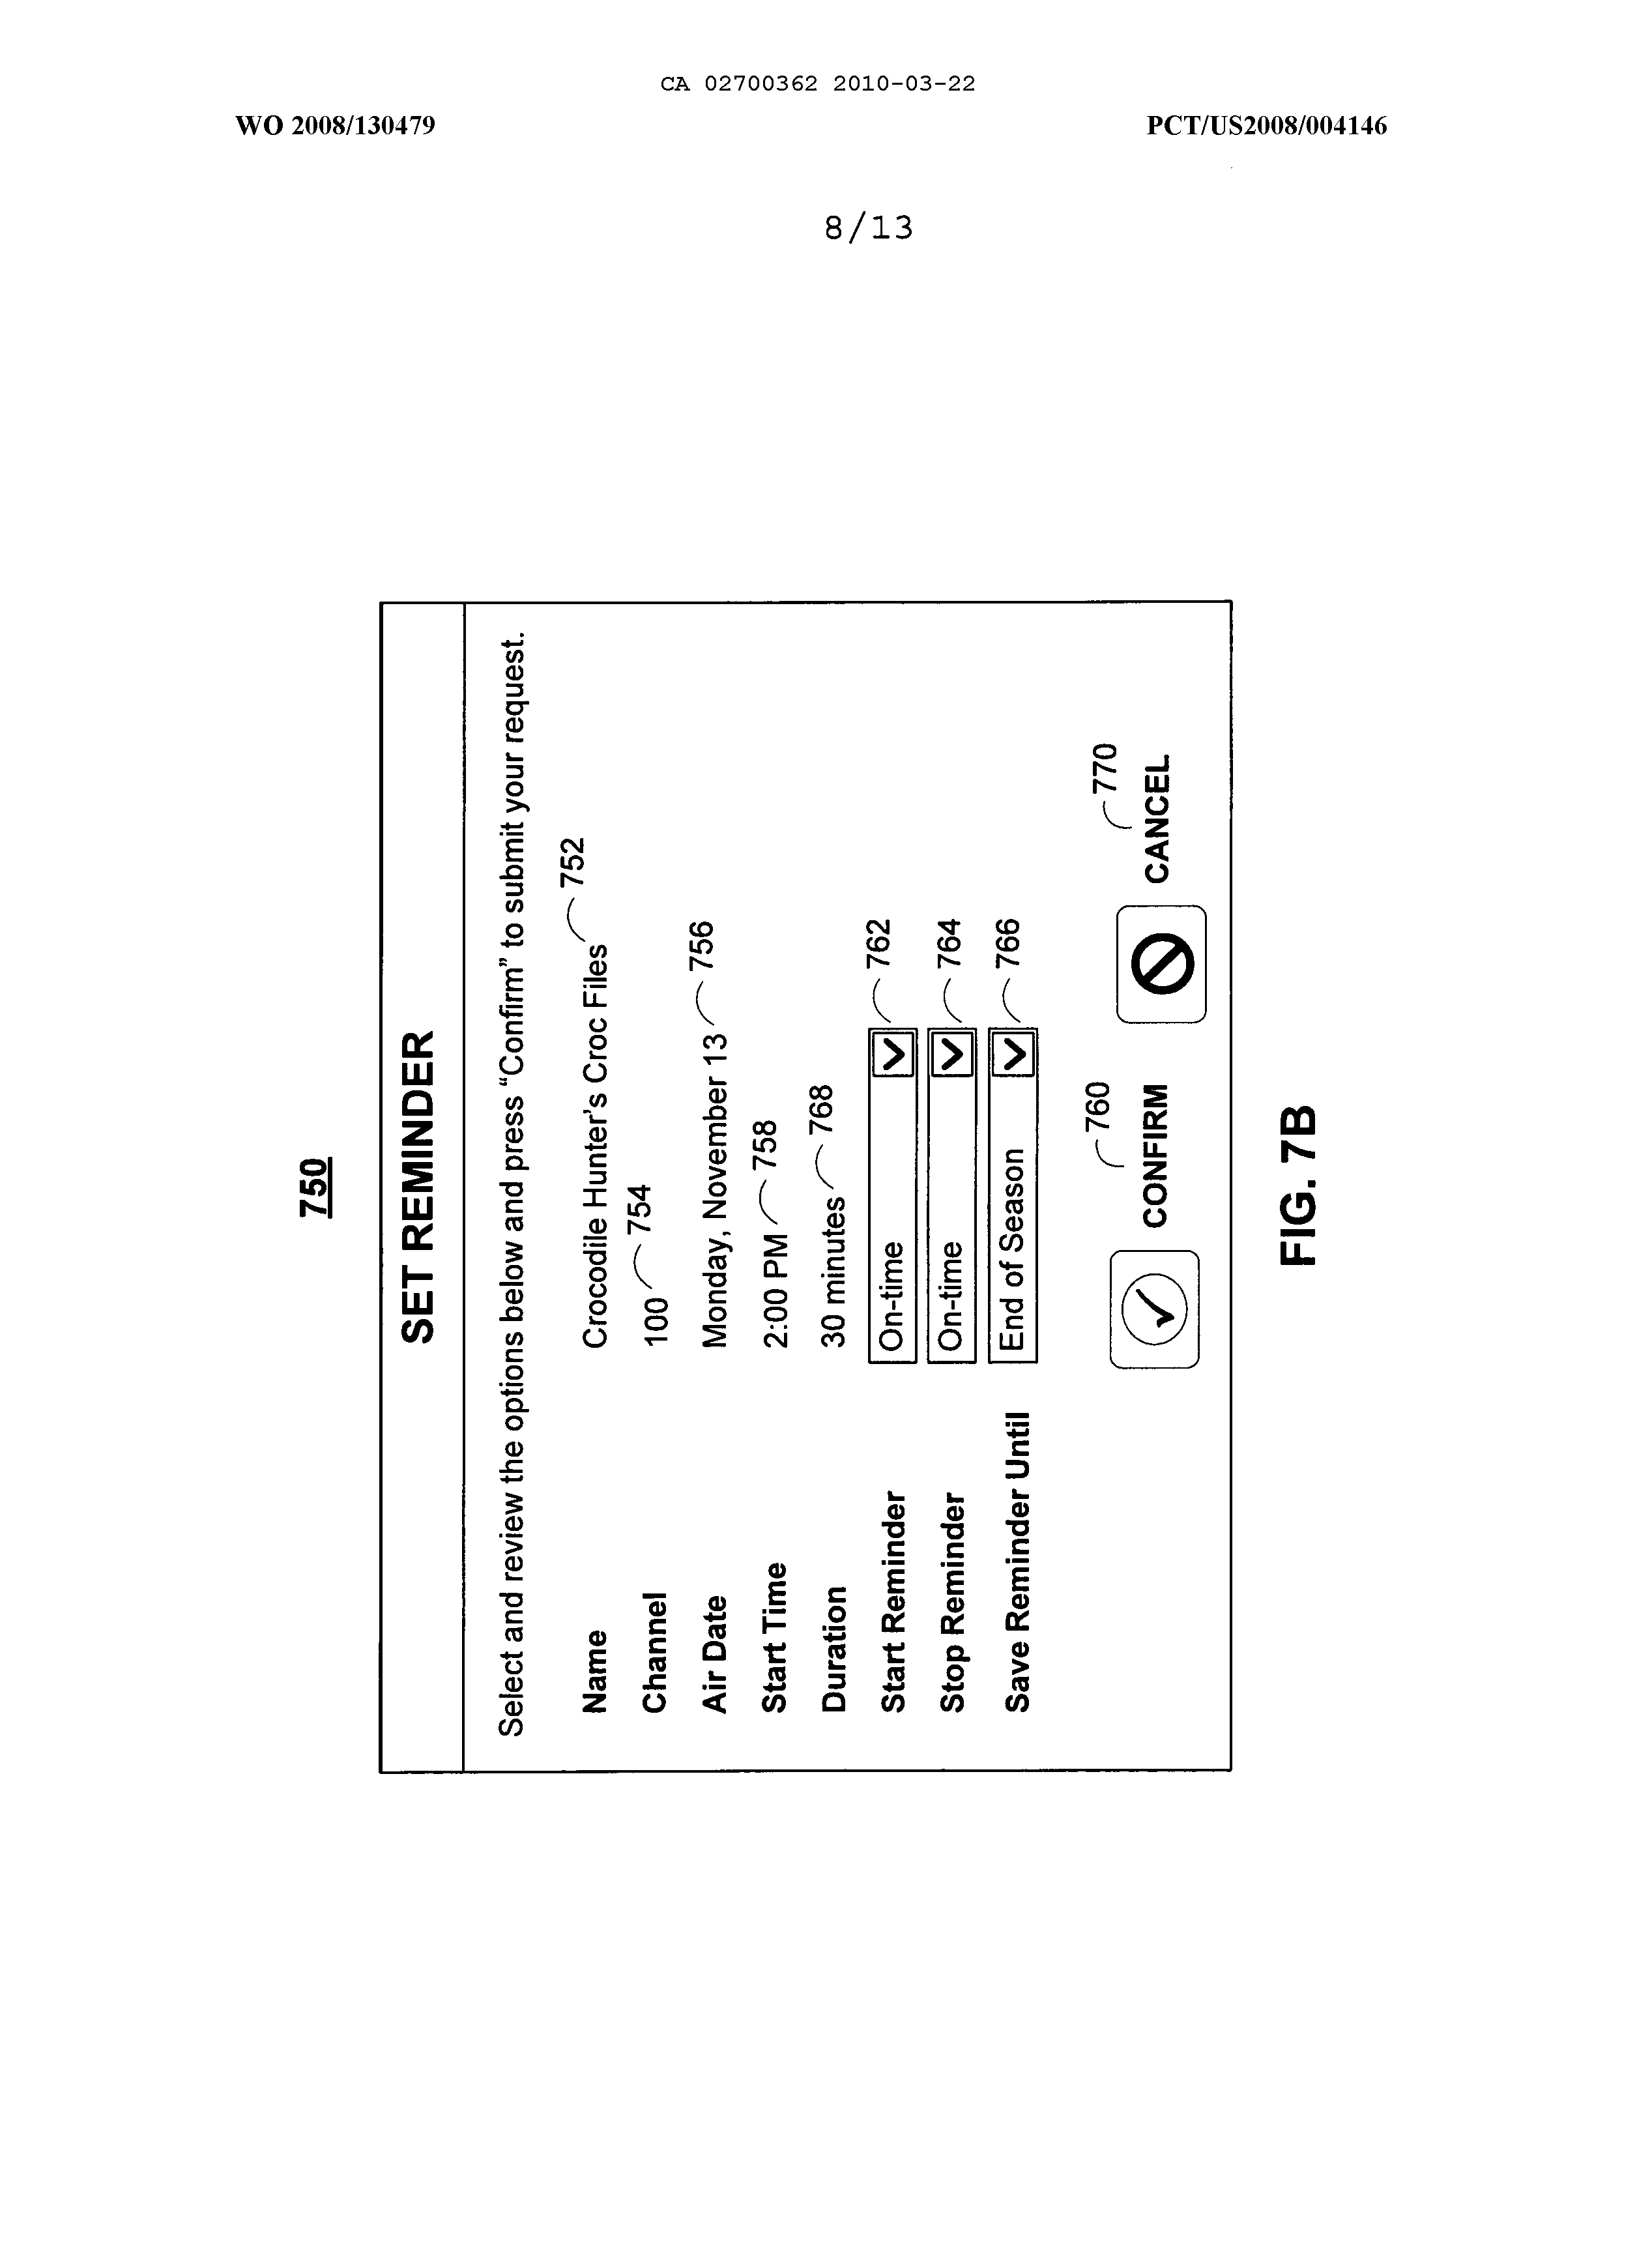 CA 02700362 2010-03-22
WO 2008/130479 PCT/US2008/004146
8/13
750
SET REMINDER
Select and review the options below and press “Confirm” to submit your request.
Name Crocodile Hunter’s Croc Files 752
Channel 100 754
Air Date Monday, November 13 756
Start Time 2:00 PM 758
Duration 30 minutes 768
Start Reminder On-time 762
Stop Reminder On-time 764
Save Reminder Until End of Season 766
760 770
CONFIRM CANCEL
FIG. 7B